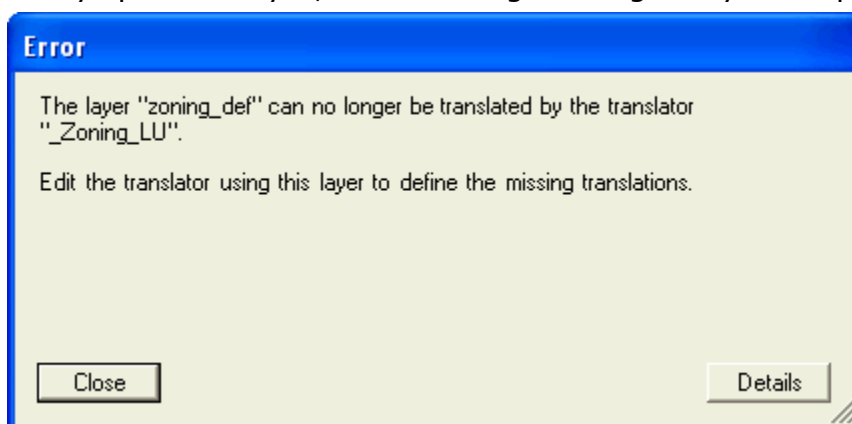 Error
The layer "zoning_def" can no longer be translated by the translator
"_Zoning_LU".
Edit the translator using this layer to define the missing translations.
Close
Details